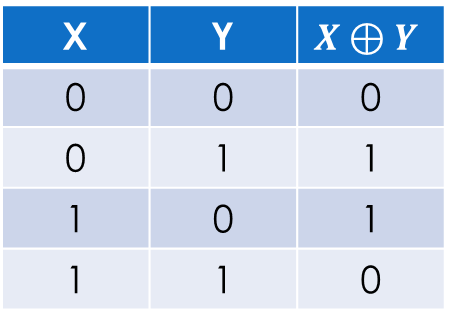 X Y X ⊕ Y
0 0 0
0 1 1
1 0 1
1 1 0